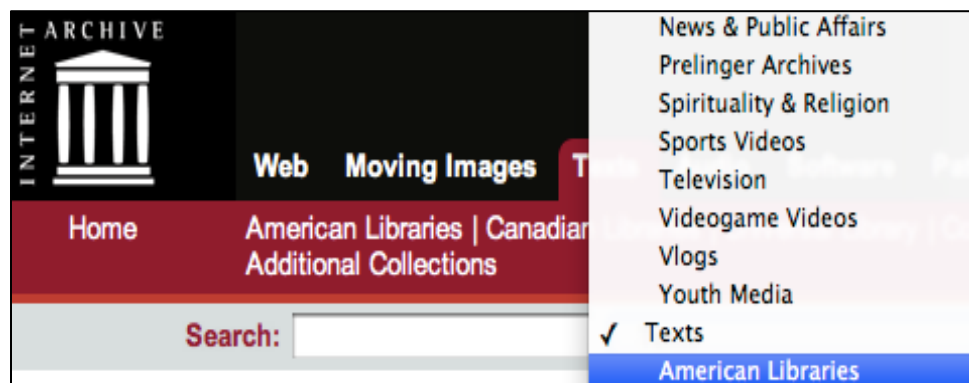 INTERNET
ARCHIVE
Web Moving Images
Home
American Libraries | Canadian
Additional Collections
Search:
News & Public Affairs
Prelinger Archives
Spirituality & Religion
Sports Videos
Television
Videogame Videos
Vlogs
Youth Media
✓ Texts
American Libraries